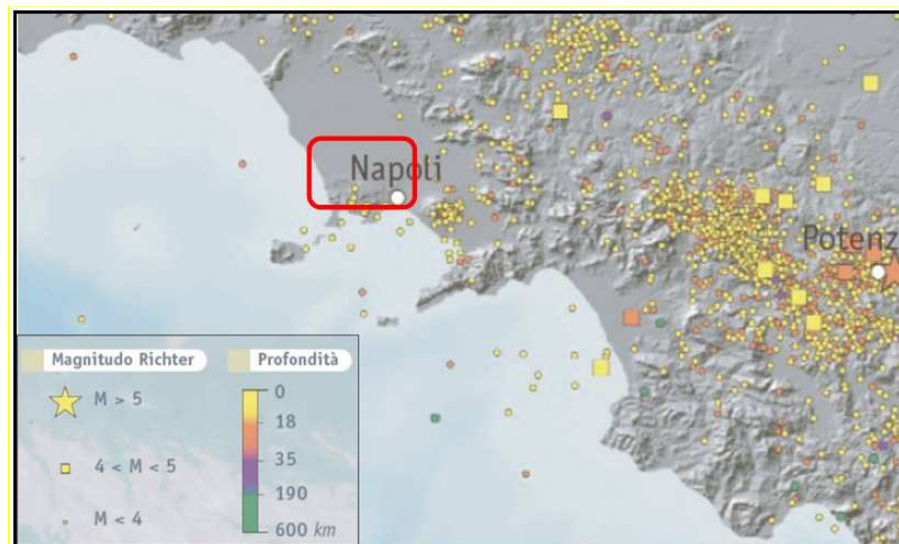 Napoli
Potenz
Magnitudo Richter
M > 5
4 < M < 5
M < 4
Profondità
0
18
35
190
600 km